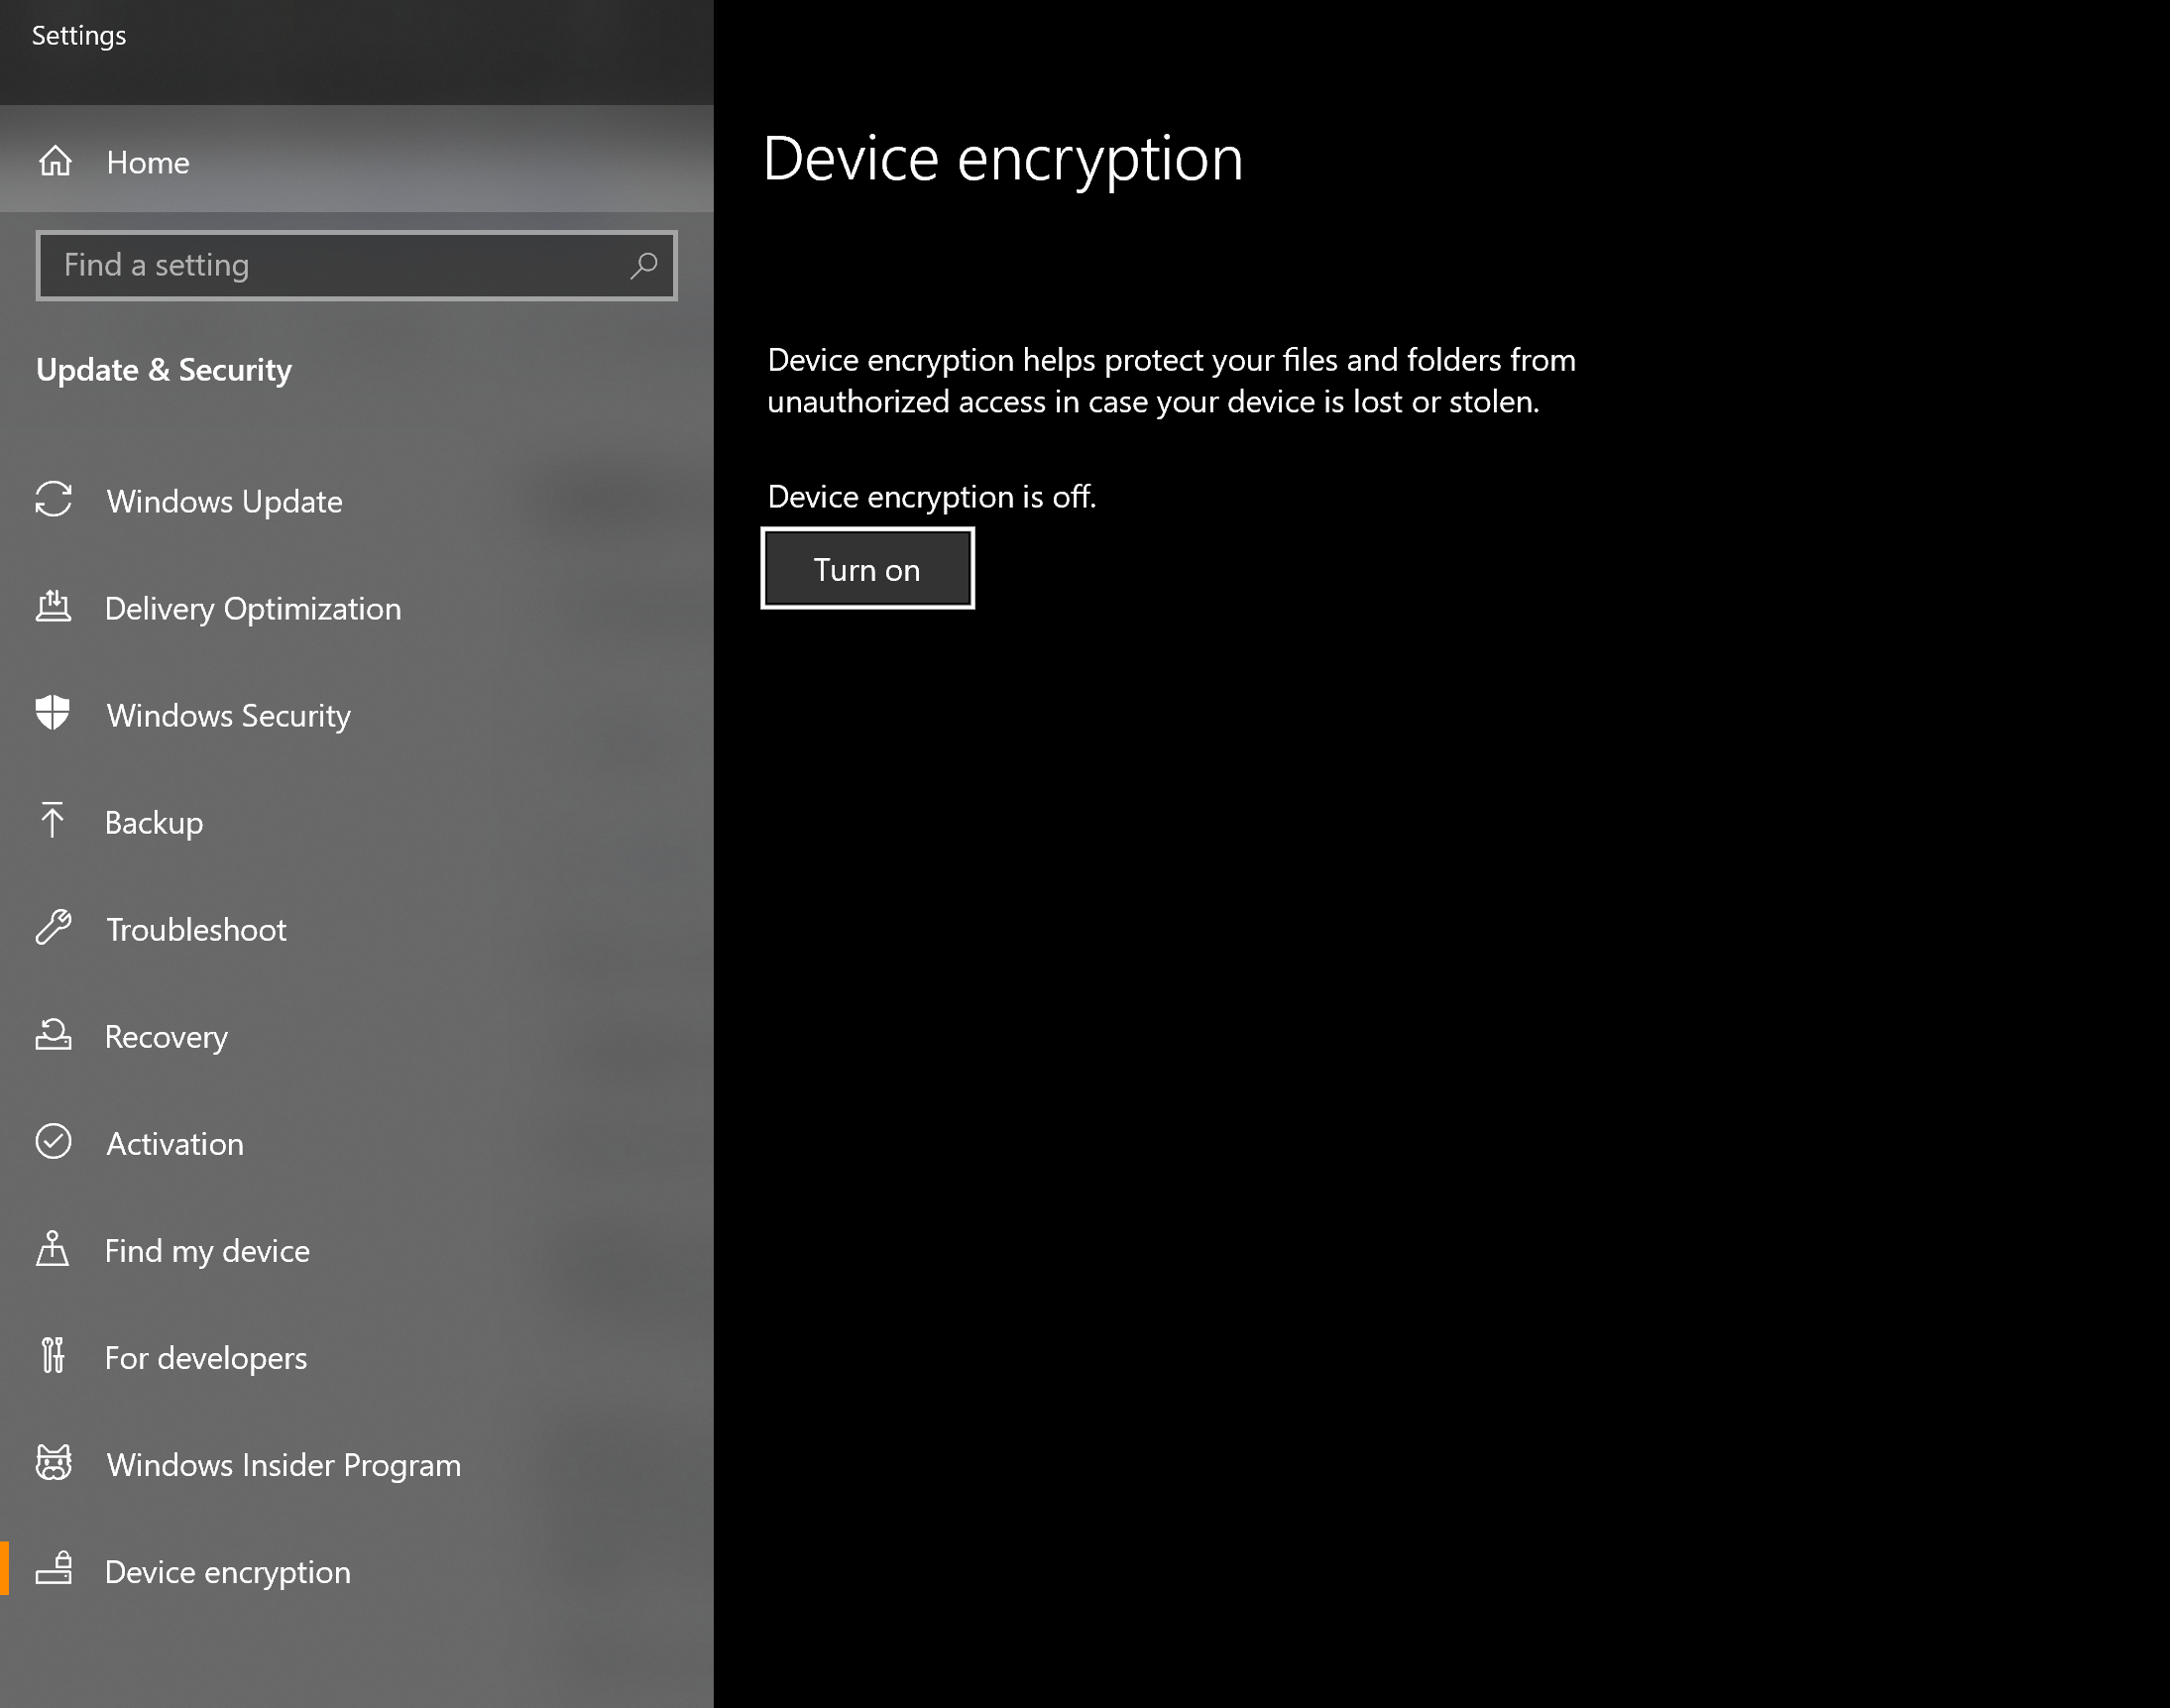 Settings
Home
Find a setting
Update & Security
Windows Update
Delivery Optimization
Windows Security
Backup
Troubleshoot
Recovery
Activation
Find my device
For developers
Windows Insider Program
Device encryption
Device encryption
Device encryption helps protect your files and folders from
unauthorized access in case your device is lost or stolen.
Device encryption is off.
Turn on